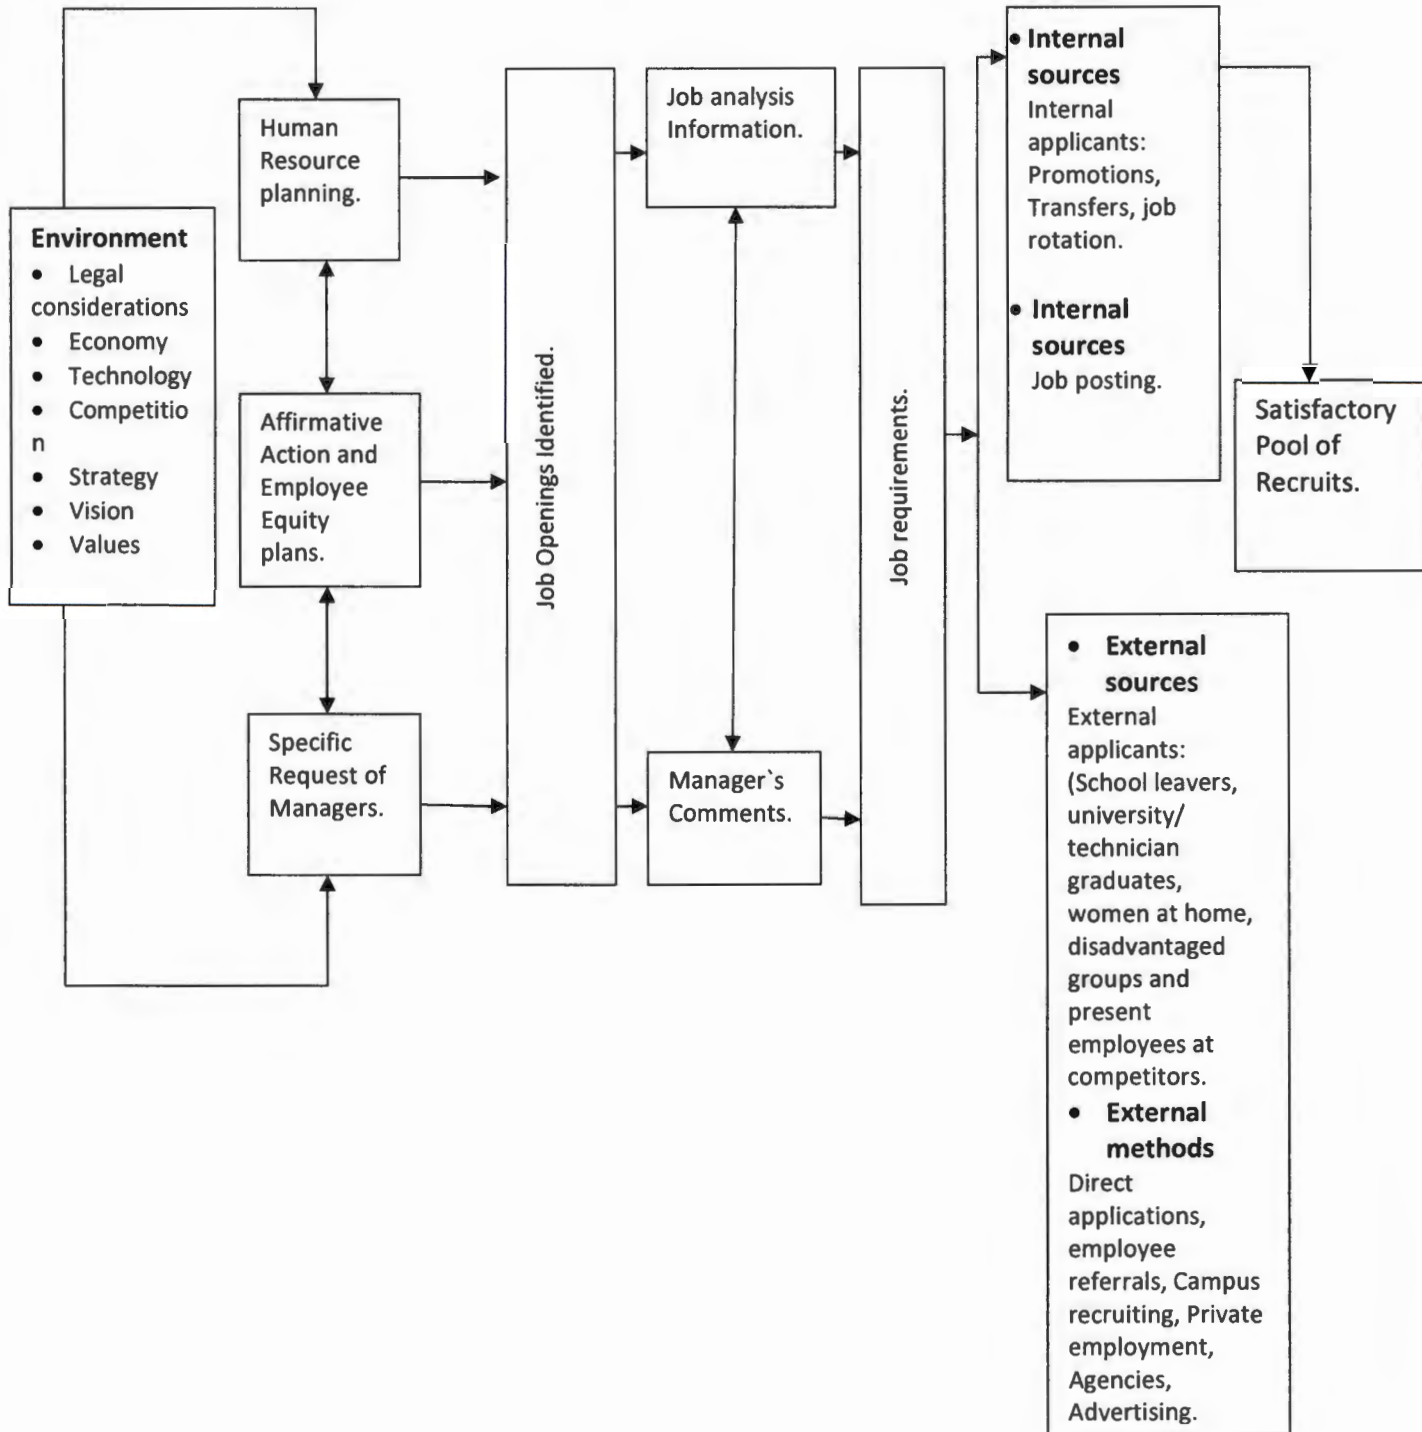 Environment
• Legal
considerations
• Economy
• Technology
• Competitio
n
• Strategy
• Vision
• Values
Human
Resource
planning.
Affirmative
Action and
Employee
Equity
plans.
Specific
Request of
Managers.
Job Openings Identified.
Job analysis
Information.
Manager`s
Comments.
Job requirements.
• Internal
sources
Internal
applicants:
Promotions,
Transfers, job
rotation.
• Internal
sources
Job posting.
Satisfactory
Pool of
Recruits.
• External
sources
External
applicants:
(School leavers,
university/
technician
graduates,
women at home,
disadvantaged
groups and
present
employees at
competitors.
• External
methods
Direct
applications,
employee
referrals, Campus
recruiting, Private
employment,
Agencies,
Advertising.